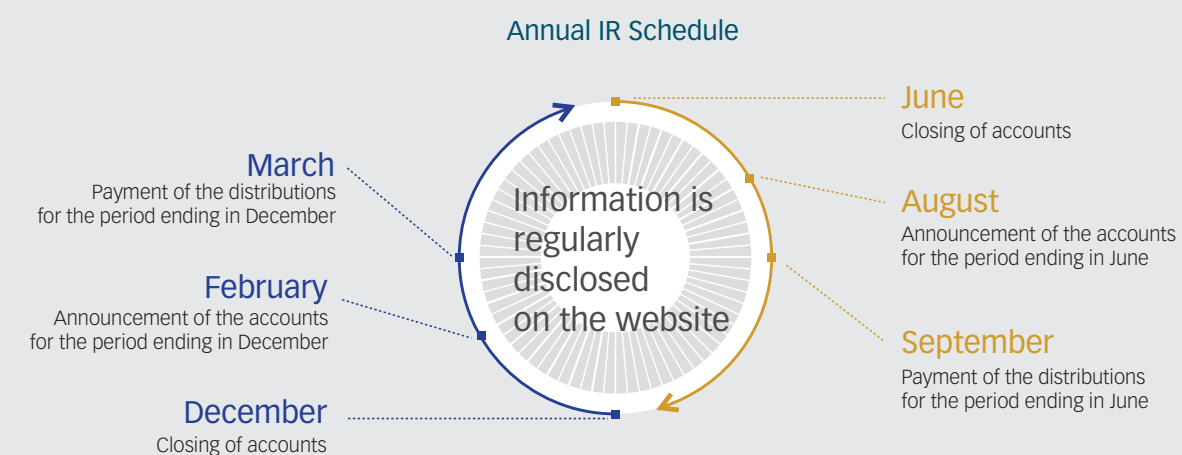 Annual IR Schedule
June
Closing of accounts
August
Announcement of the accounts
for the period ending in June
September
Payment of the distributions
for the period ending in June
March
Payment of the distributions
for the period ending in December
February
Announcement of the accounts
for the period ending in December
December
Closing of accounts
Information is
regularly
disclosed
on the website